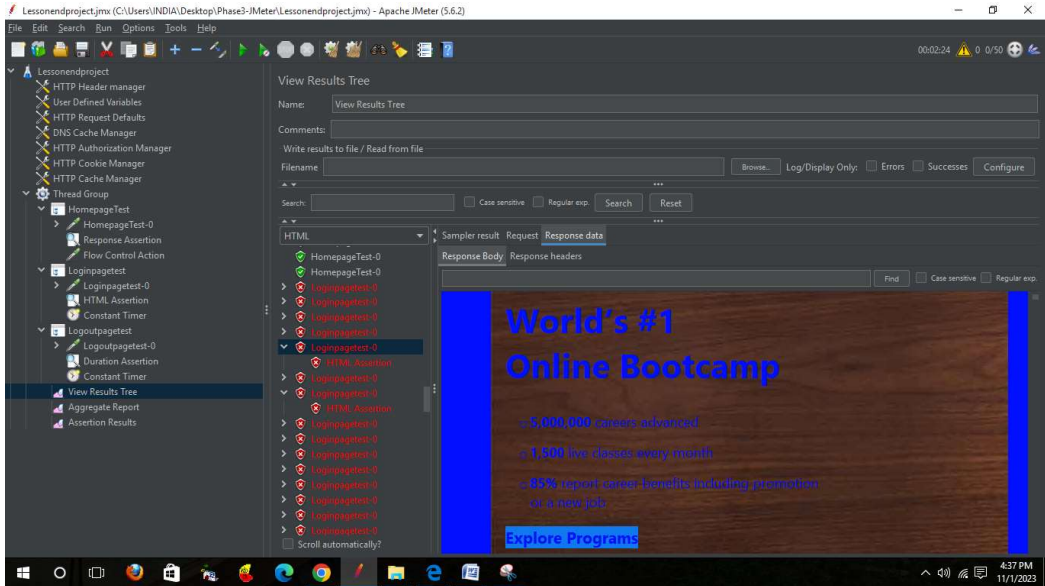 Lessonendproject.jmx (C:\Users\INDIA\Desktop\Phase3-JMeter\Lessonendproject.jmx) - Apache JMeter (5.6.2)
File Edit Search Run Options Tools Help
00:02:24 0 0/50
Lessonendproject
HTTP Header manager
User Defined Variables
HTTP Request Defaults
DNS Cache Manager
HTTP Authorization Manager
HTTP Cookie Manager
HTTP Cache Manager
Thread Group
HomepageTest
HomepageTest-0
Response Assertion
Flow Control Action
Loginpagetest
Loginpagetest-0
HTML Assertion
Constant Timer
Logoutpagetest
Logoutpagetest-0
Duration Assertion
Constant Timer
View Results Tree
Aggregate Report
Assertion Results
View Results Tree
Name: View Results Tree
Comments:
Write results to file / Read from file
Filename Browse... Log/Display Only: Errors Successes Configure
Search: Case sensitive Regular exp. Search Reset
HTML
HomepageTest-0
HomepageTest-0
Loginpagetest-0
Loginpagetest-0
Loginpagetest-0
Loginpagetest-0
Loginpagetest-0
HTML Assertion
Loginpagetest-0
Loginpagetest-0
HTML Assertion
Loginpagetest-0
Loginpagetest-0
Loginpagetest-0
Loginpagetest-0
Loginpagetest-0
Loginpagetest-0
Loginpagetest-0
Loginpagetest-0
Scroll automatically?
Sampler result Request Response data
Response Body Response headers
Find Case sensitive Regular exp.
World's #1
Online Bootcamp
5,000,000 careers advanced
1,500 live classes every month
85% report career benefits including promotion
or a new job
Explore Programs
4:37 PM
11/1/2023